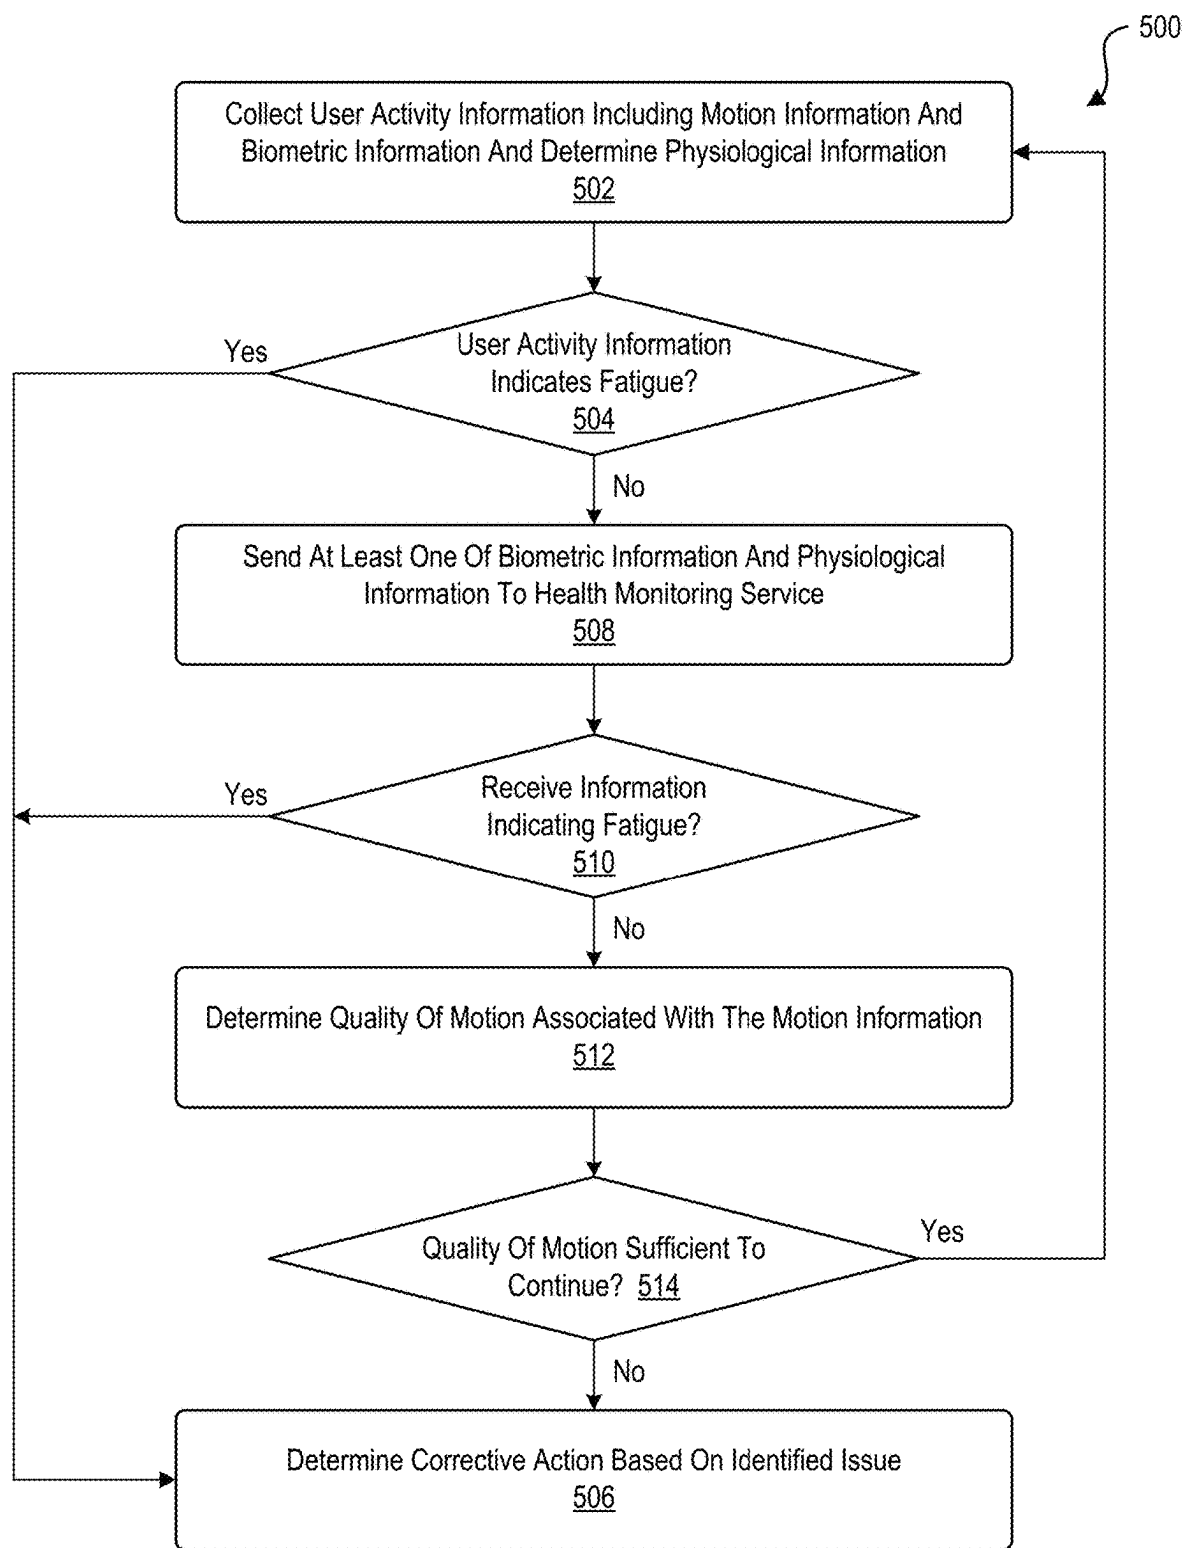 500
Collect User Activity Information Including Motion Information And
Biometric Information And Determine Physiological Information
502
Yes
User Activity Information
Indicates Fatigue?
504
No
Send At Least One Of Biometric Information And Physiological
Information To Health Monitoring Service
508
Yes
Receive Information
Indicating Fatigue?
510
No
Determine Quality Of Motion Associated With The Motion Information
512
Yes
Quality Of Motion Sufficient To
Continue? 514
No
Determine Corrective Action Based On Identified Issue
506